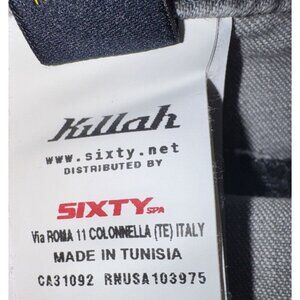 Killah
www.sixty.net
DISTRIBUTED BY
SIXTY SPA
Via ROMA 11 COLONNELLA (TE) ITALY
MADE IN TUNISIA
CA31092 RNUSA103975